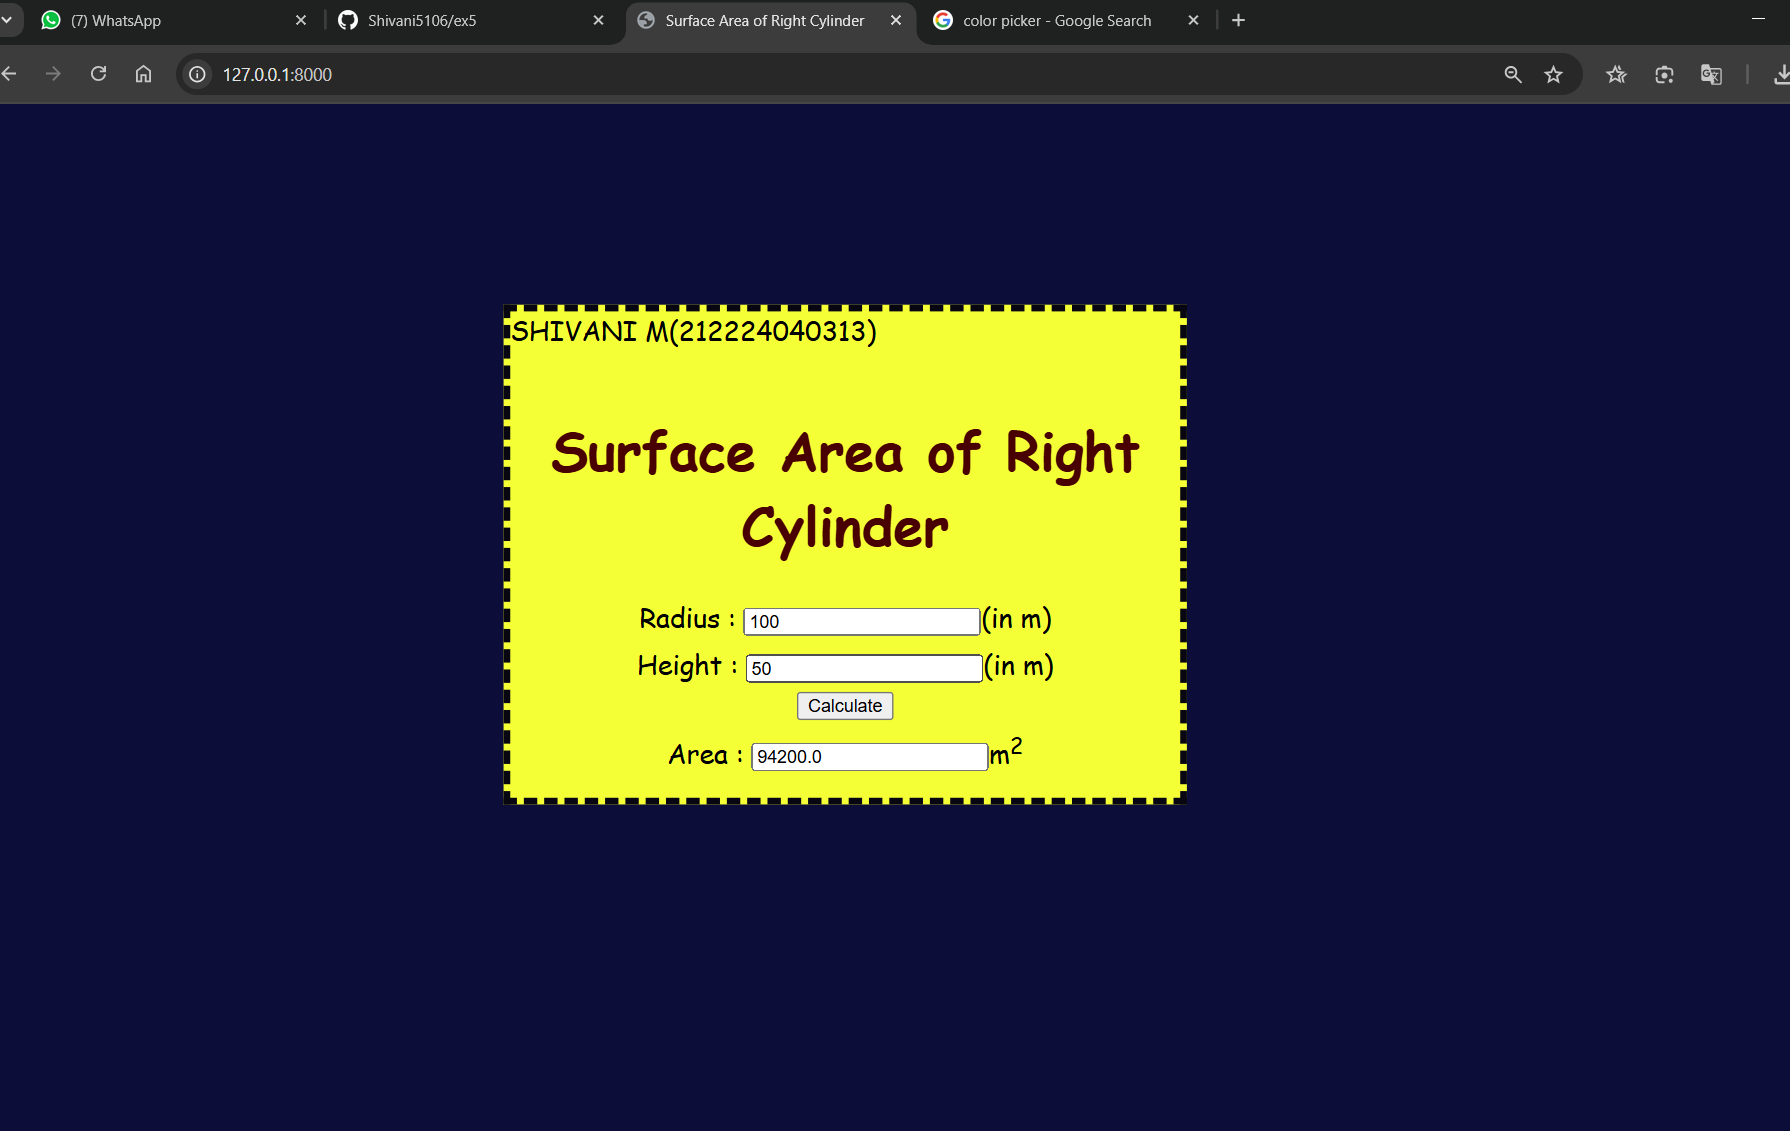 (7) WhatsApp
Shivani5106/ex5
Surface Area of Right Cylinder
color picker - Google Search
127.0.0.1:8000
SHIVANI M(212224040313)
Surface Area of Right
Cylinder
Radius : 100 (in m)
Height : 50 (in m)
Calculate
Area : 94200.0 m²